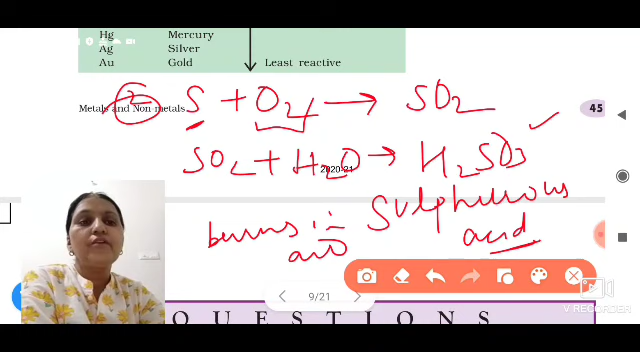 Hg Mercury
Ag Silver
Au Gold Least reactive
Metals and Non-metals 45
2 S + O2 → SO2
SO2 + H2O → H2SO3
2020-21
burns in Sulphurous
air acid
9/21
QUESTIONS
V RECORDER